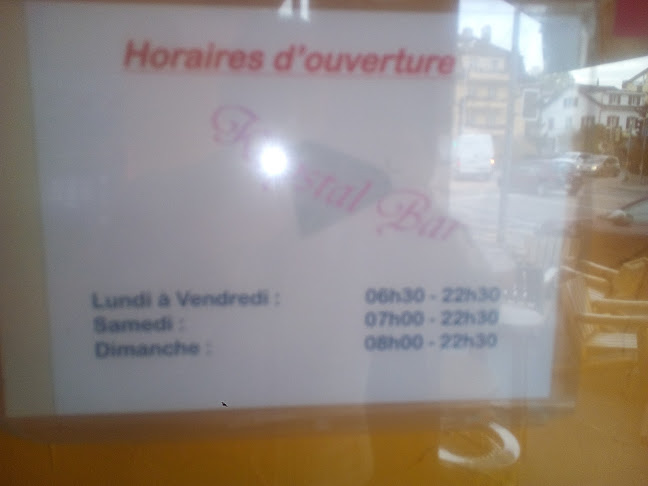 Horaires d'ouverture
Bar
Lundi à Vendredi : 06h30 - 22h30
Samedi : 07h00 - 22h30
Dimanche : 08h00 - 22h30